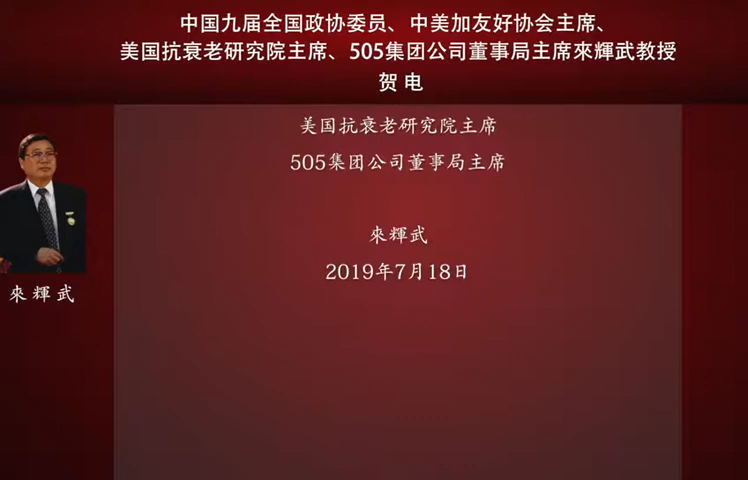 中国九届全国政协委员、中美加友好协会主席、
美国抗衰老研究院主席、505集团公司董事局主席來輝武教授
贺 电
美国抗衰老研究院主席
505集团公司董事局主席
來輝武
2019年7月18日
來 輝 武